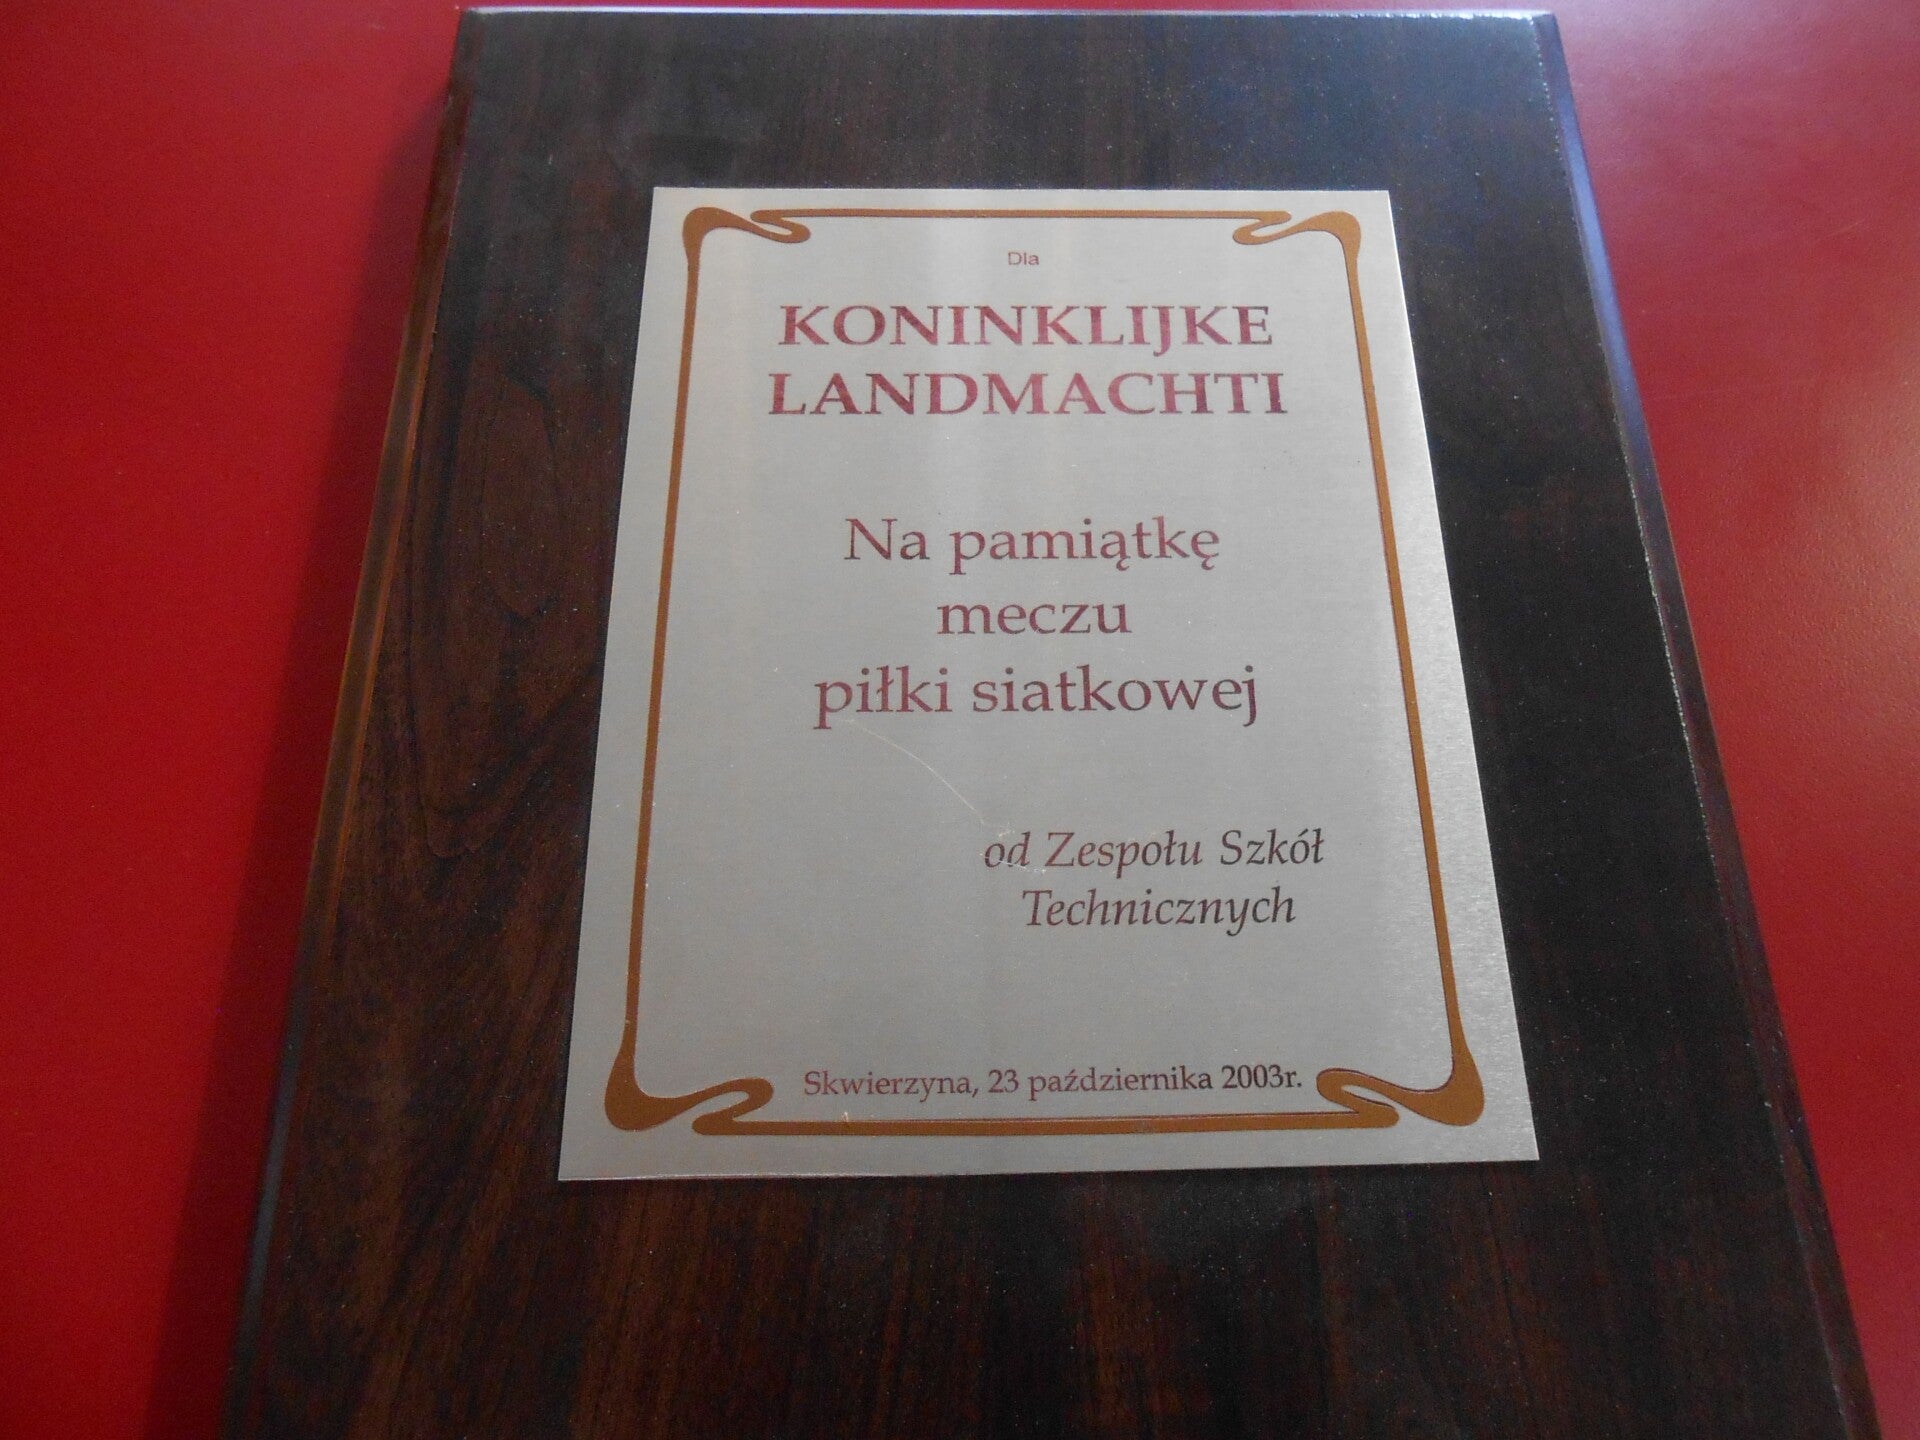 Dla
KONINKLIJKE
LANDMACHTI
Na pamiątkę
meczu
piłki siatkowej
od Zespołu Szkół
Technicznych
Skwierzyna, 23 października 2003r.